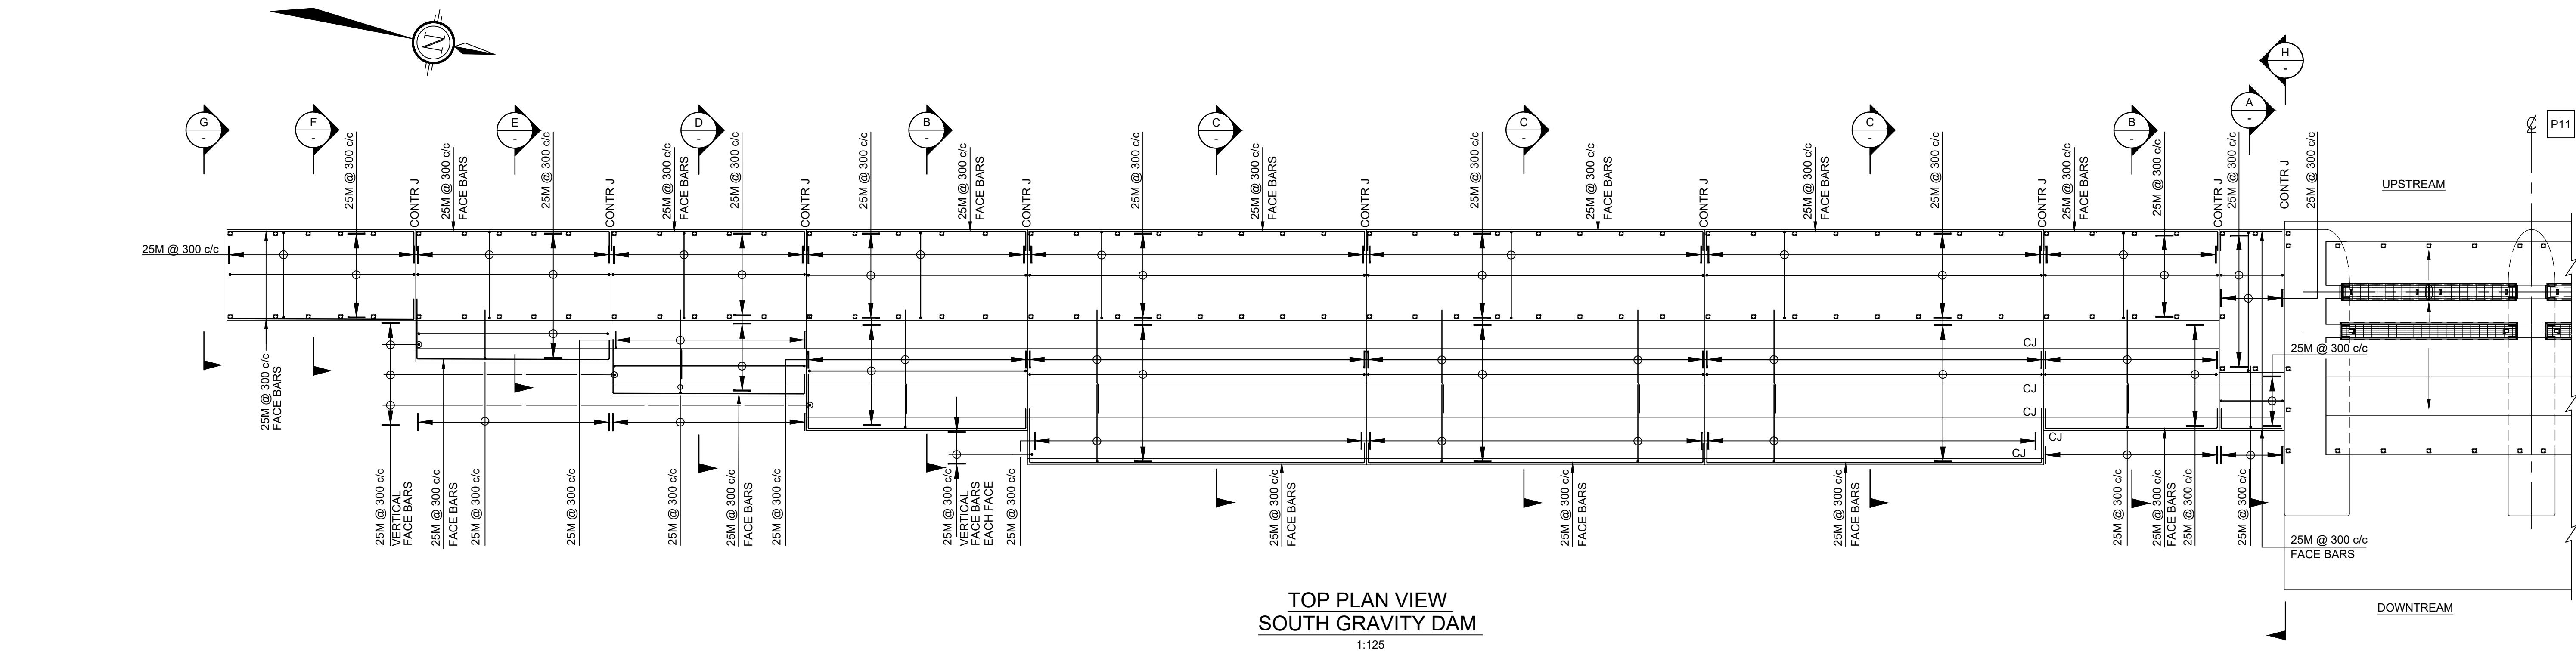 N
H
-
G
-
F
-
E
-
D
-
B
-
C
-
C
-
C
-
B
-
A
-
P11
25M @ 300 c/c
CONTR J
25M @ 300 c/c
FACE BARS
25M @ 300 c/c
CONTR J
25M @ 300 c/c
FACE BARS
25M @ 300 c/c
CONTR J
25M @ 300 c/c
25M @ 300 c/c
FACE BARS
CONTR J
25M @ 300 c/c
25M @ 300 c/c
FACE BARS
CONTR J
25M @ 300 c/c
25M @ 300 c/c
FACE BARS
CONTR J
25M @ 300 c/c
FACE BARS
25M @ 300 c/c
CONTR J
25M @ 300 c/c
FACE BARS
25M @ 300 c/c
CONTR J
25M @ 300 c/c
CONTR J
25M @ 300 c/c
UPSTREAM
25M @ 300 c/c
CJ
CJ
CJ
CJ
CJ
25M @ 300 c/c
25M @ 300 c/c
FACE BARS
25M @ 300 c/c
VERTICAL
FACE BARS
25M @ 300 c/c
FACE BARS
25M @ 300 c/c
25M @ 300 c/c
25M @ 300 c/c
25M @ 300 c/c
FACE BARS
25M @ 300 c/c
25M @ 300 c/c
VERTICAL
FACE BARS
EACH FACE
25M @ 300 c/c
25M @ 300 c/c
FACE BARS
25M @ 300 c/c
FACE BARS
25M @ 300 c/c
FACE BARS
25M @ 300 c/c
25M @ 300 c/c
FACE BARS
25M @ 300 c/c
25M @ 300 c/c
25M @ 300 c/c
FACE BARS
DOWNTREAM
TOP PLAN VIEW
SOUTH GRAVITY DAM
1:125